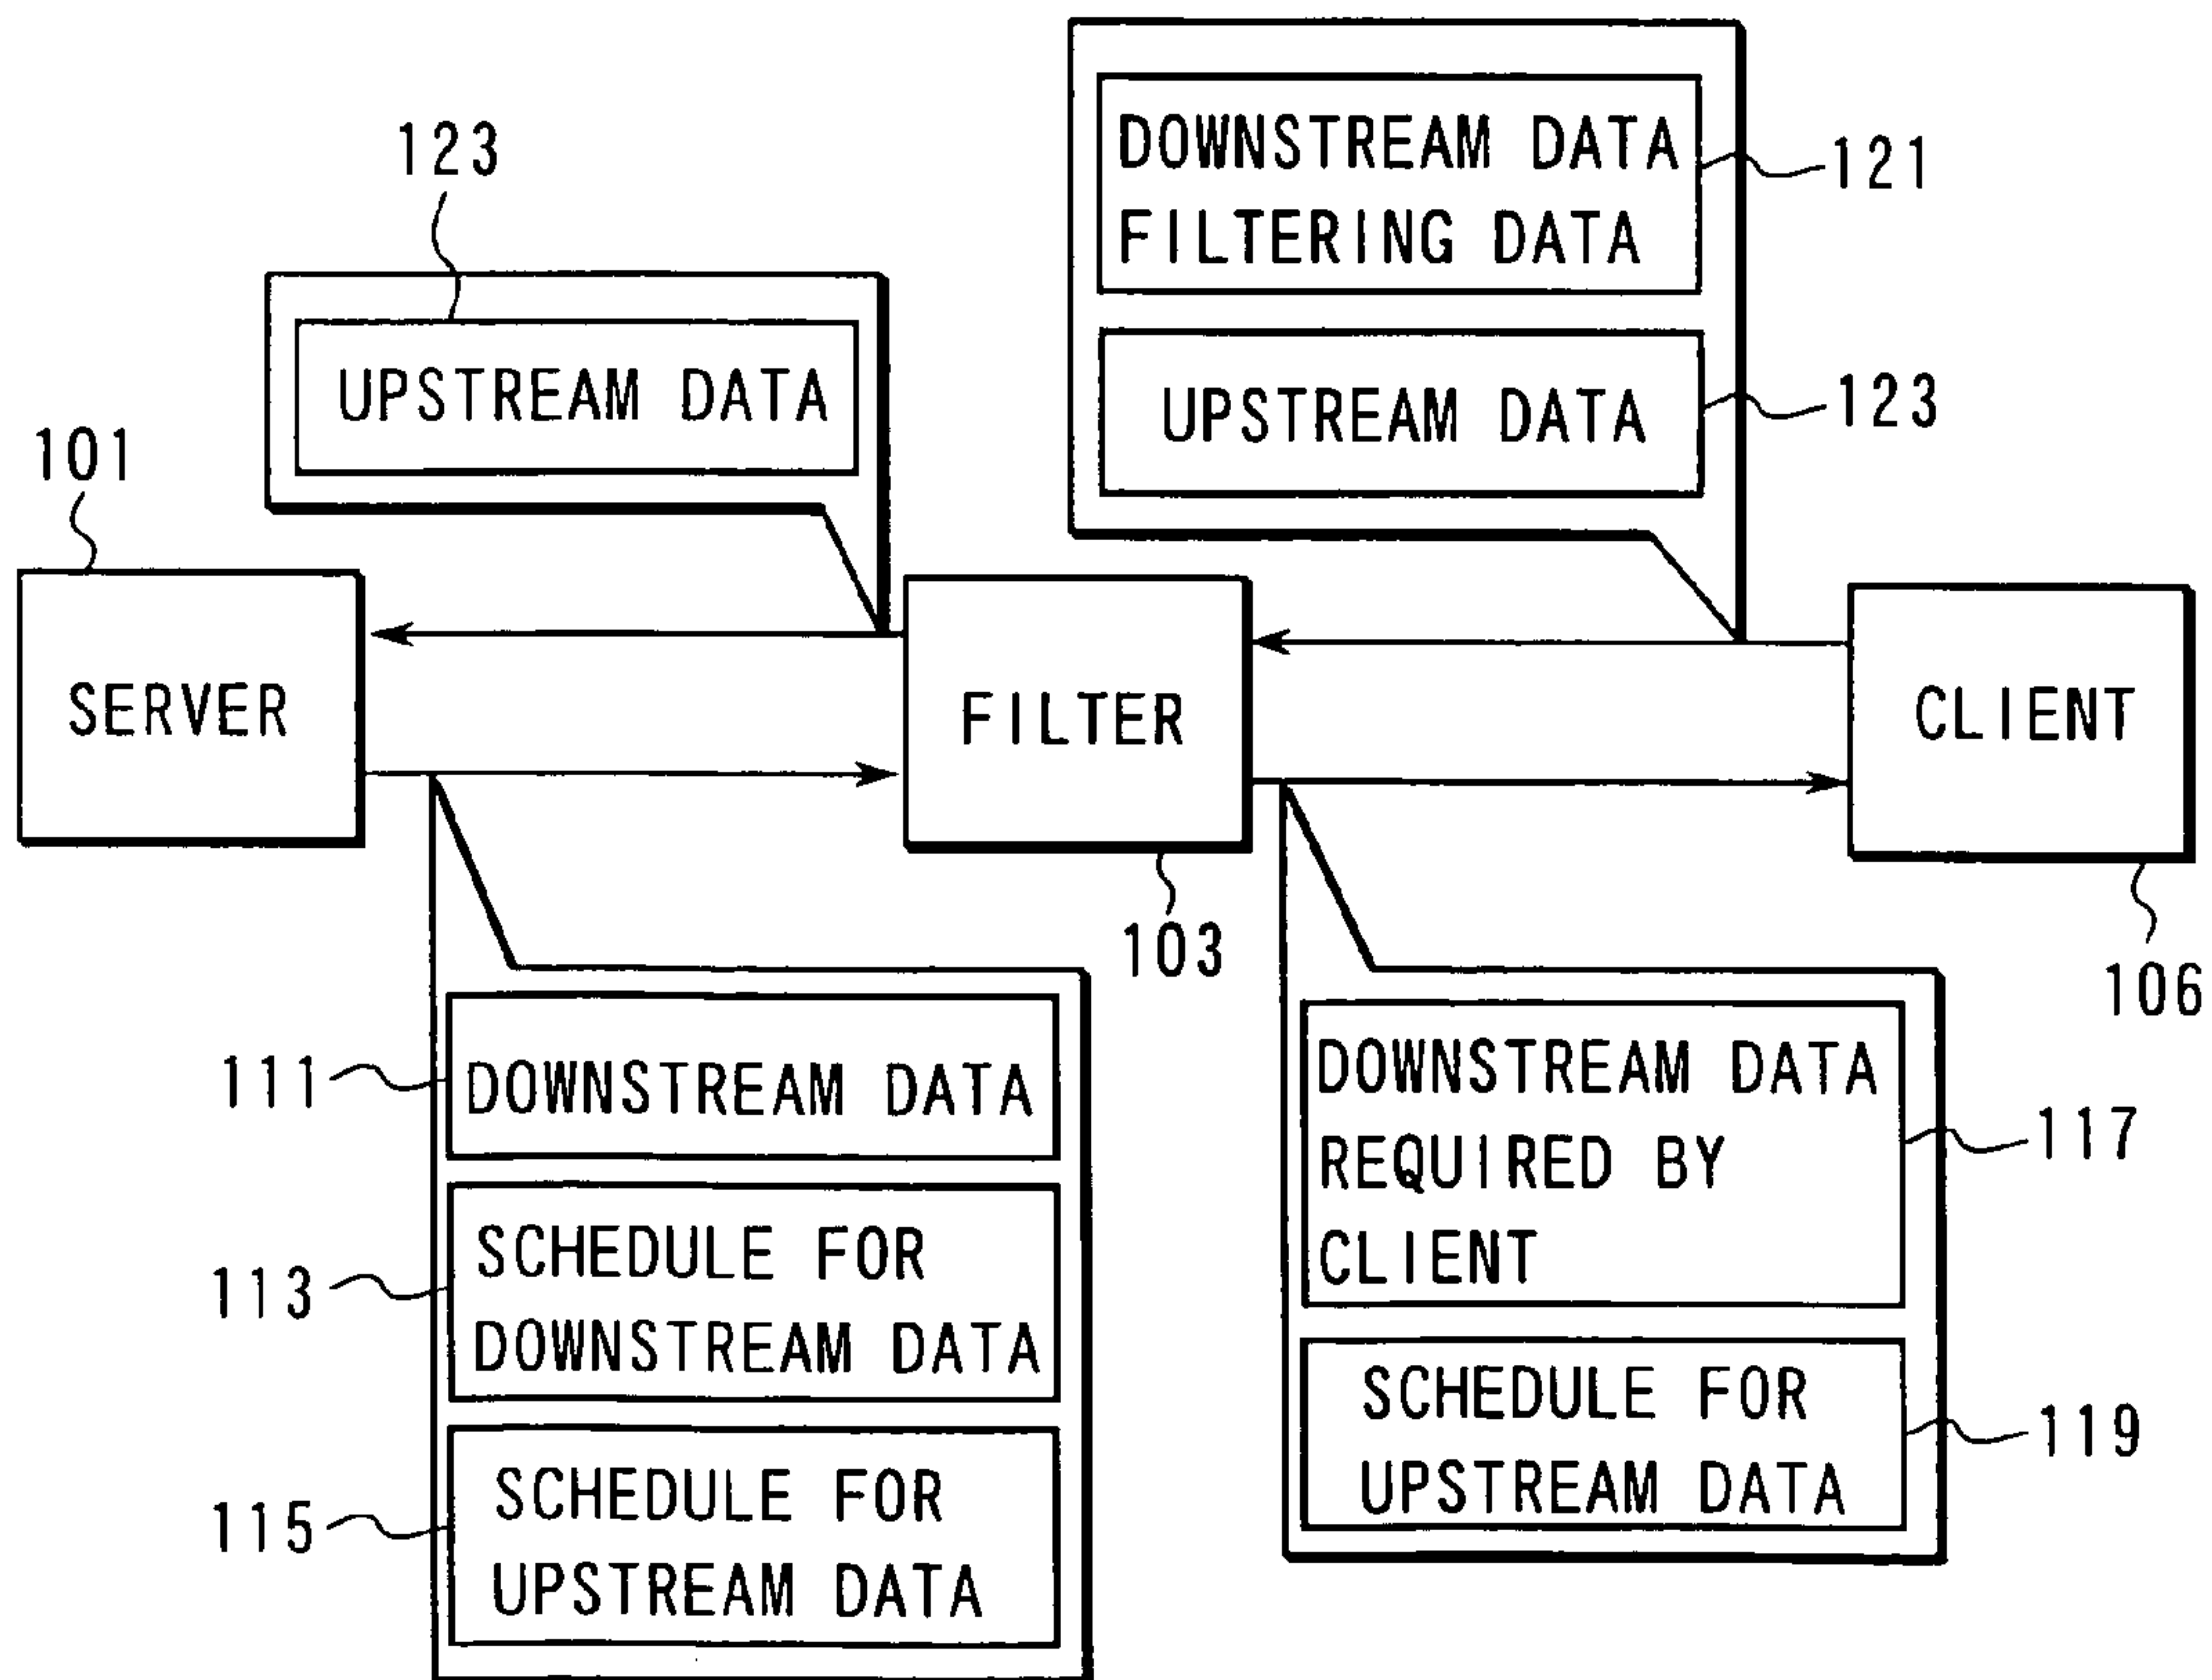 123
UPSTREAM DATA
DOWNSTREAM DATA
FILTERING DATA
121
UPSTREAM DATA
123
101
SERVER
FILTER
CLIENT
103
106
111
DOWNSTREAM DATA
113
SCHEDULE FOR
DOWNSTREAM DATA
115
SCHEDULE FOR
UPSTREAM DATA
DOWNSTREAM DATA
REQUIRED BY
CLIENT
117
SCHEDULE FOR
UPSTREAM DATA
119